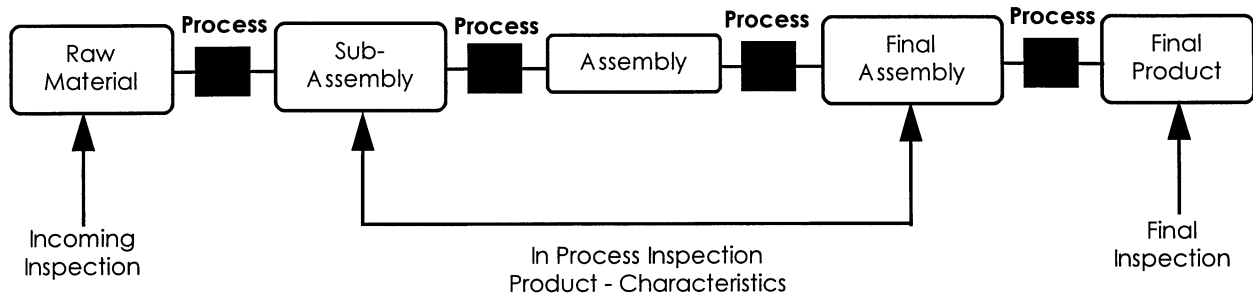 Raw
Material
Process
Sub-
Assembly
Process
Assembly
Process
Final
Assembly
Process
Final
Product
Incoming
Inspection
In Process Inspection
Product - Characteristics
Final
Inspection